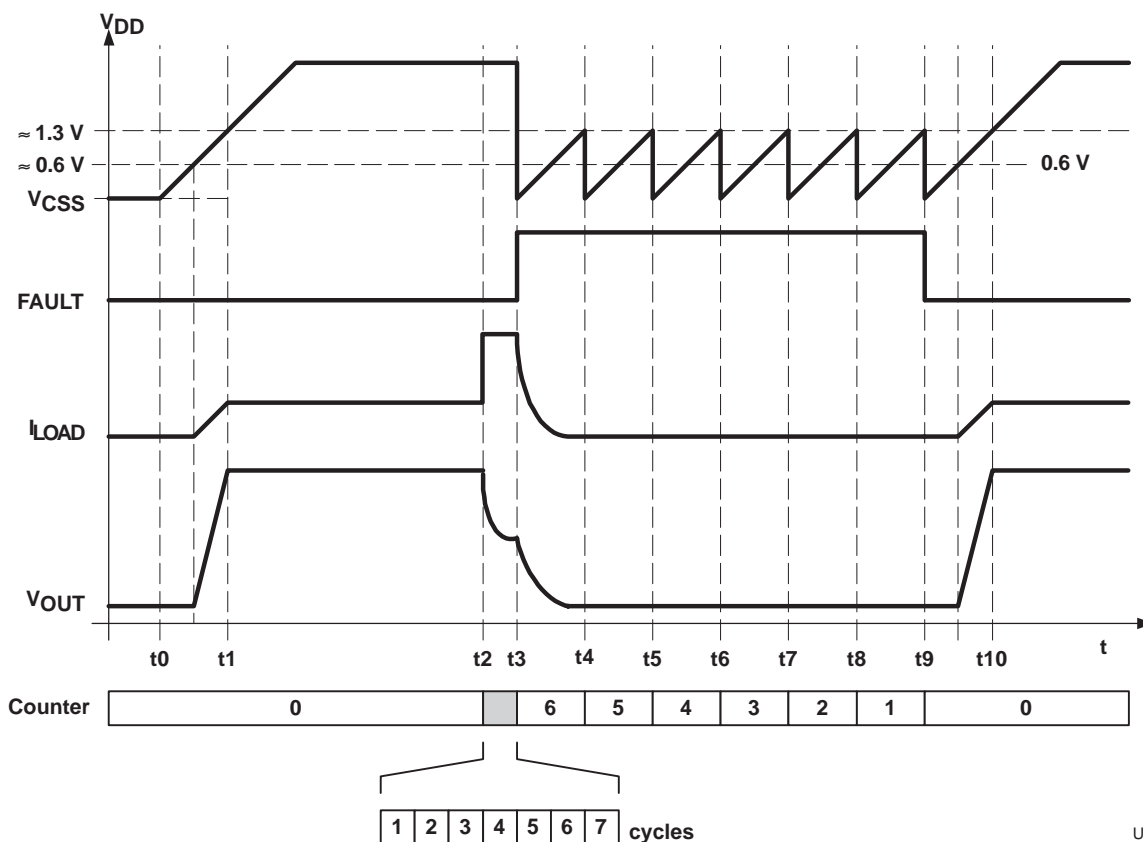 VDD
≈ 1.3 V
≈ 0.6 V
0.6 V
VCSS
FAULT
ILOAD
VOUT
t0 t1 t2 t3 t4 t5 t6 t7 t8 t9 t10 t
Counter 0 6 5 4 3 2 1 0
1 2 3 4 5 6 7 cycles
U